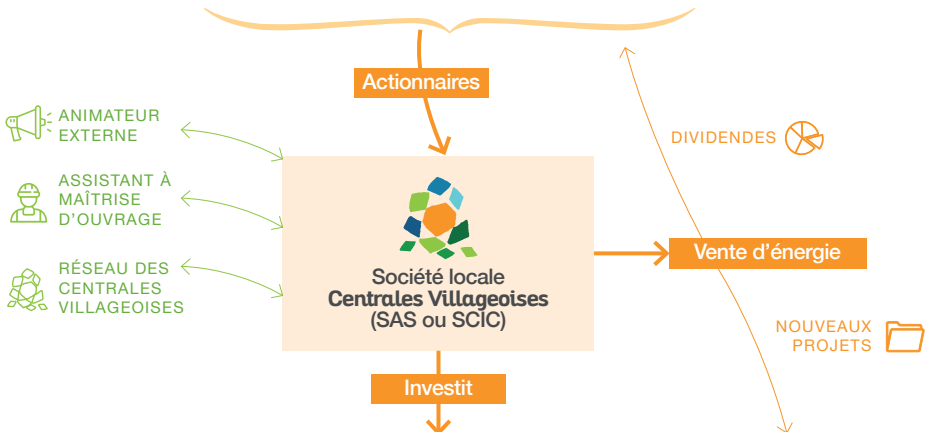 Actionnaires
ANIMATEUR
EXTERNE
DIVIDENDES
ASSISTANT À
MAÎTRISE
D’OUVRAGE
Société locale
Centrales Villageoises
(SAS ou SCIC)
Vente d’énergie
RÉSEAU DES
CENTRALES
VILLAGEOISES
NOUVEAUX
PROJETS
Investit